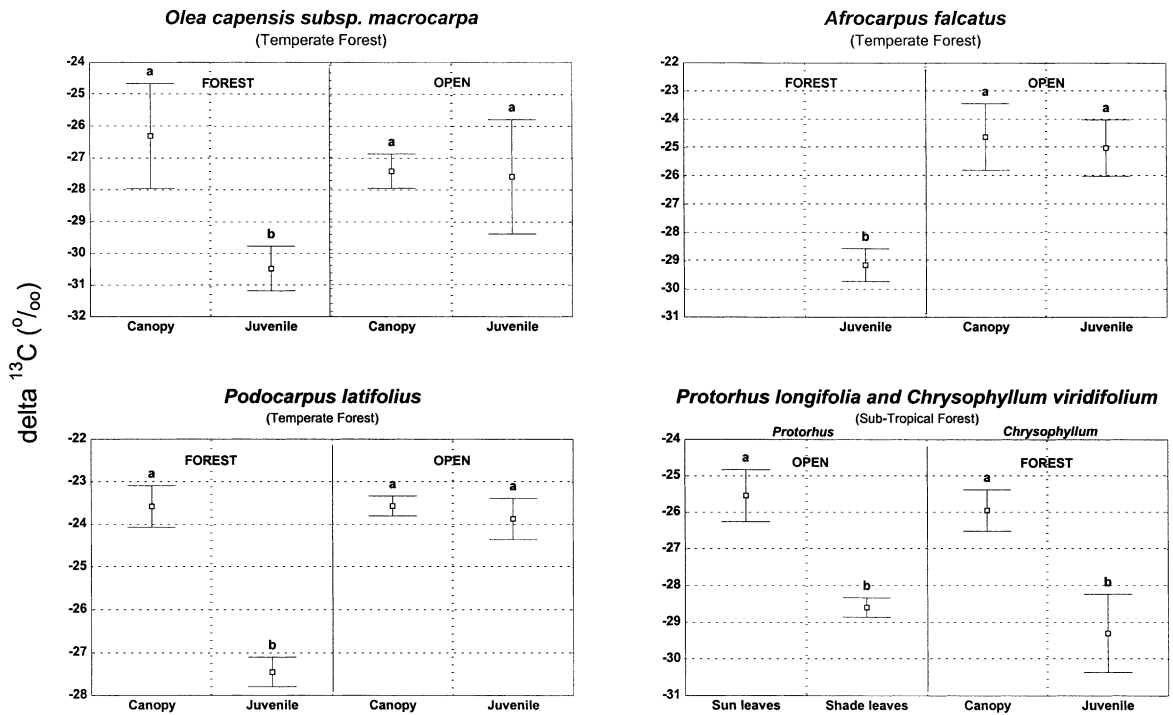 Olea capensis subsp. macrocarpa
(Temperate Forest)
-24
-25
-26
-27
-28
-29
-30
-31
-32
FOREST
OPEN
a
b
a
a
Canopy
Juvenile
Canopy
Juvenile
Afrocarpus falcatus
(Temperate Forest)
-22
-23
-24
-25
-26
-27
-28
-29
-30
-31
FOREST
OPEN
b
a
a
Juvenile
Canopy
Juvenile
delta ¹³C (⁰/₀₀)
Podocarpus latifolius
(Temperate Forest)
-22
-23
-24
-25
-26
-27
-28
FOREST
OPEN
a
b
a
a
Canopy
Juvenile
Canopy
Juvenile
Protorhus longifolia and Chrysophyllum viridifolium
(Sub-Tropical Forest)
Protorhus
Chrysophyllum
-24
-25
-26
-27
-28
-29
-30
-31
OPEN
FOREST
a
b
a
b
Sun leaves
Shade leaves
Canopy
Juvenile